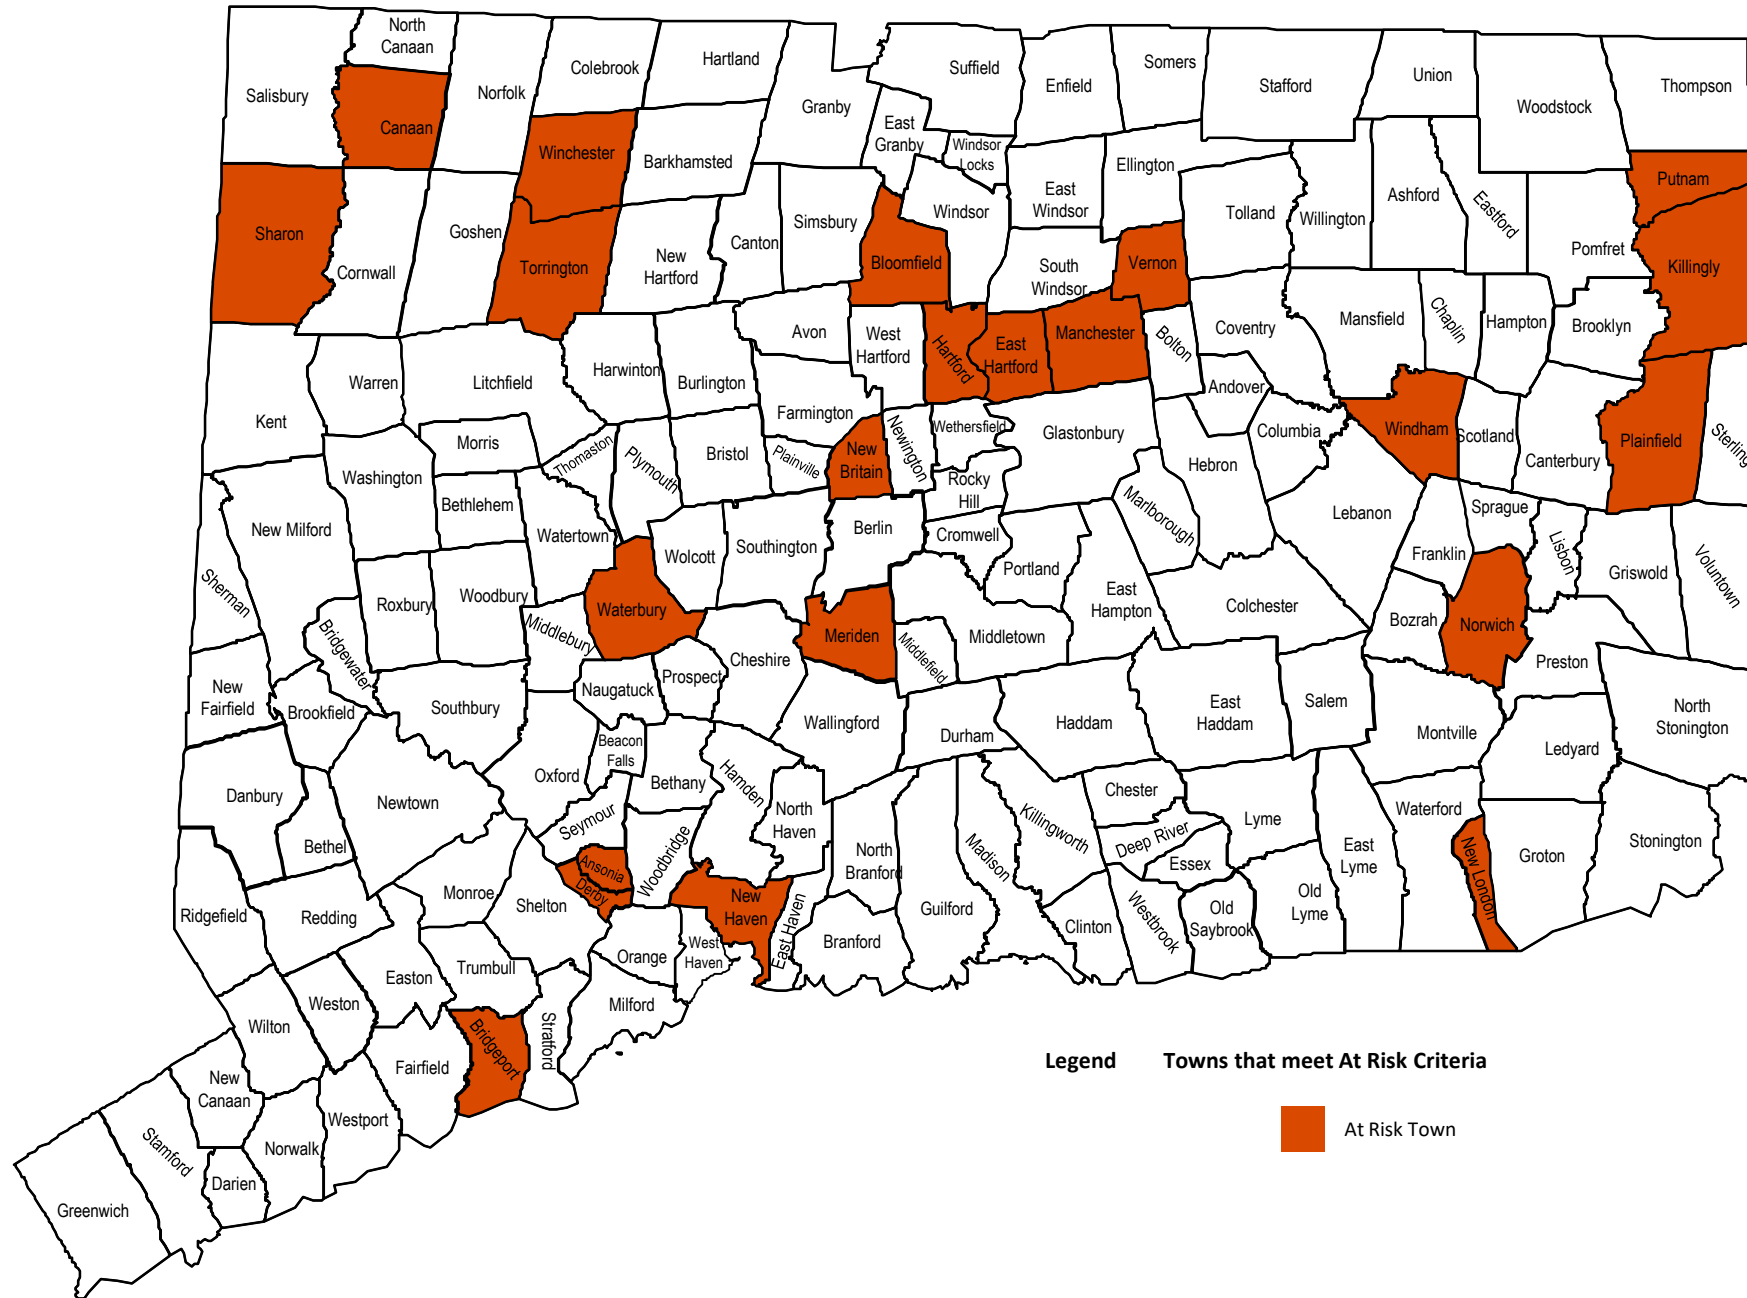 North
Canaan
Hartland
Colebrook
Suffield
Somers
Union
Thompson
Enfield
Stafford
Salisbury
Norfolk
Granby
Woodstock
Canaan
East
Granby
Windsor
Locks
Winchester
Barkhamsted
Ellington
Putnam
East
Windsor
Ashford
Eastford
Windsor
Tolland
Willington
Simsbury
Sharon
Goshen
Canton
Pomfret
Cornwall
Torrington
New
Hartford
Bloomfield
South
Windsor
Vernon
Killingly
Avon
West
Hartford
Hartford
East
Hartford
Manchester
Bolton
Coventry
Mansfield
Chaplin
Hampton
Brooklyn
Warren
Litchfield
Harwinton
Burlington
Andover
Kent
Farmington
Morris
Thomaston
Plymouth
Bristol
Plainville
New
Britain
Newington
Wethersfield
Glastonbury
Columbia
Windham
Scotland
Plainfield
Sterling
Washington
Hebron
Canterbury
Rocky
Hill
Marlborough
Bethlehem
Lebanon
Sprague
New Milford
Watertown
Wolcott
Southington
Berlin
Cromwell
Franklin
Lisbon
Portland
Griswold
Voluntown
Sherman
Roxbury
Woodbury
Waterbury
East
Hampton
Colchester
Bozrah
Norwich
Bridgewater
Middlebury
Meriden
Middlefield
Middletown
Cheshire
Preston
New
Fairfield
Brookfield
Southbury
Naugatuck
Prospect
Wallingford
Haddam
East
Haddam
Salem
North
Stonington
Durham
Montville
Ledyard
Beacon
Falls
Oxford
Bethany
Hamden
Danbury
Newtown
North
Haven
Chester
Waterford
Killingworth
Lyme
Seymour
Deep River
Bethel
Woodbridge
North
Branford
Madison
Essex
East
Lyme
New London
Groton
Stonington
Ansonia
Derby
Monroe
Shelton
New
Haven
East Haven
Guilford
Old
Lyme
Ridgefield
Redding
Westbrook
Old
Saybrook
Clinton
Branford
Orange
West
Haven
Trumbull
Easton
Weston
Milford
Wilton
Bridgeport
Stratford
Fairfield
Legend
Towns that meet At Risk Criteria
New
Canaan
Westport
At Risk Town
Stamford
Norwalk
Darien
Greenwich